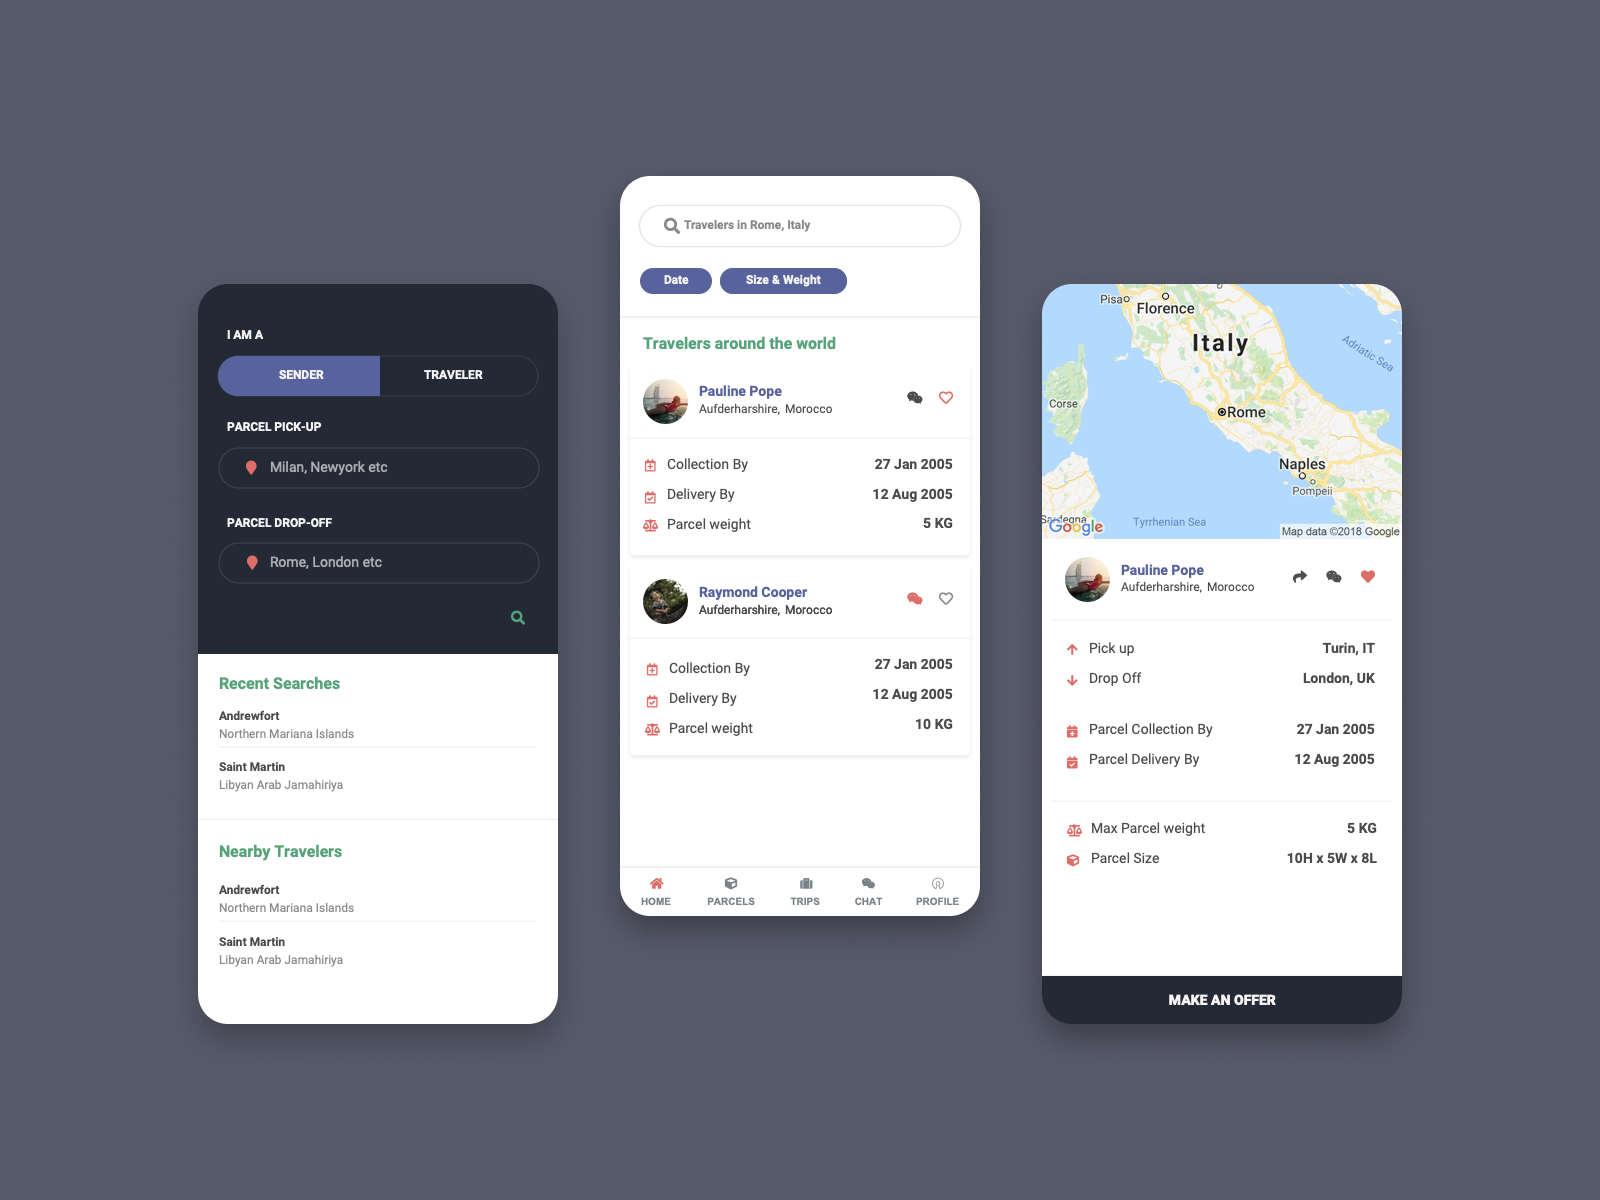 I AM A
SENDER
TRAVELER
PARCEL PICK-UP
Milan, Newyork etc
PARCEL DROP-OFF
Rome, London etc
Recent Searches
Andrewfort
Northern Mariana Islands
Saint Martin
Libyan Arab Jamahiriya
Nearby Travelers
Andrewfort
Northern Mariana Islands
Saint Martin
Libyan Arab Jamahiriya
Travelers in Rome, Italy
Date
Size & Weight
Travelers around the world
Pauline Pope
Aufderharshire, Morocco
Collection By 27 Jan 2005
Delivery By 12 Aug 2005
Parcel weight 5 KG
Raymond Cooper
Aufderharshire, Morocco
Collection By 27 Jan 2005
Delivery By 12 Aug 2005
Parcel weight 10 KG
HOME
PARCELS
TRIPS
CHAT
PROFILE
Pisa
Florence
Italy
Adriatic Sea
Corse
Rome
Naples
Pompeii
Sardegna
Google
Tyrrhenian Sea
Map data ©2018 Google
Pauline Pope
Aufderharshire, Morocco
Pick up Turin, IT
Drop Off London, UK
Parcel Collection By 27 Jan 2005
Parcel Delivery By 12 Aug 2005
Max Parcel weight 5 KG
Parcel Size 10H x 5W x 8L
MAKE AN OFFER